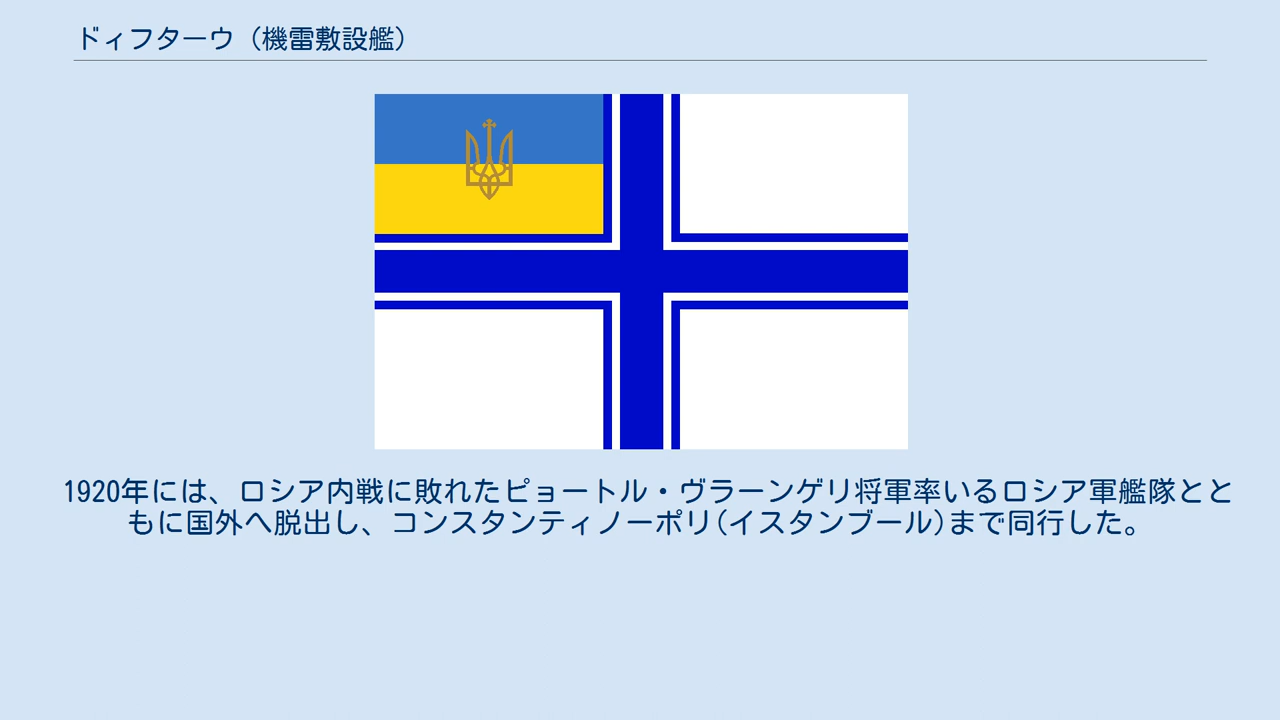 ドィフターウ (機雷敷設艦)
1920年には、ロシア内戦に敗れたピョートル・ヴラーンゲリ将軍率いるロシア軍艦隊とと
もに国外へ脱出し、コンスタンティノーポリ(イスタンブール)まで同行した。